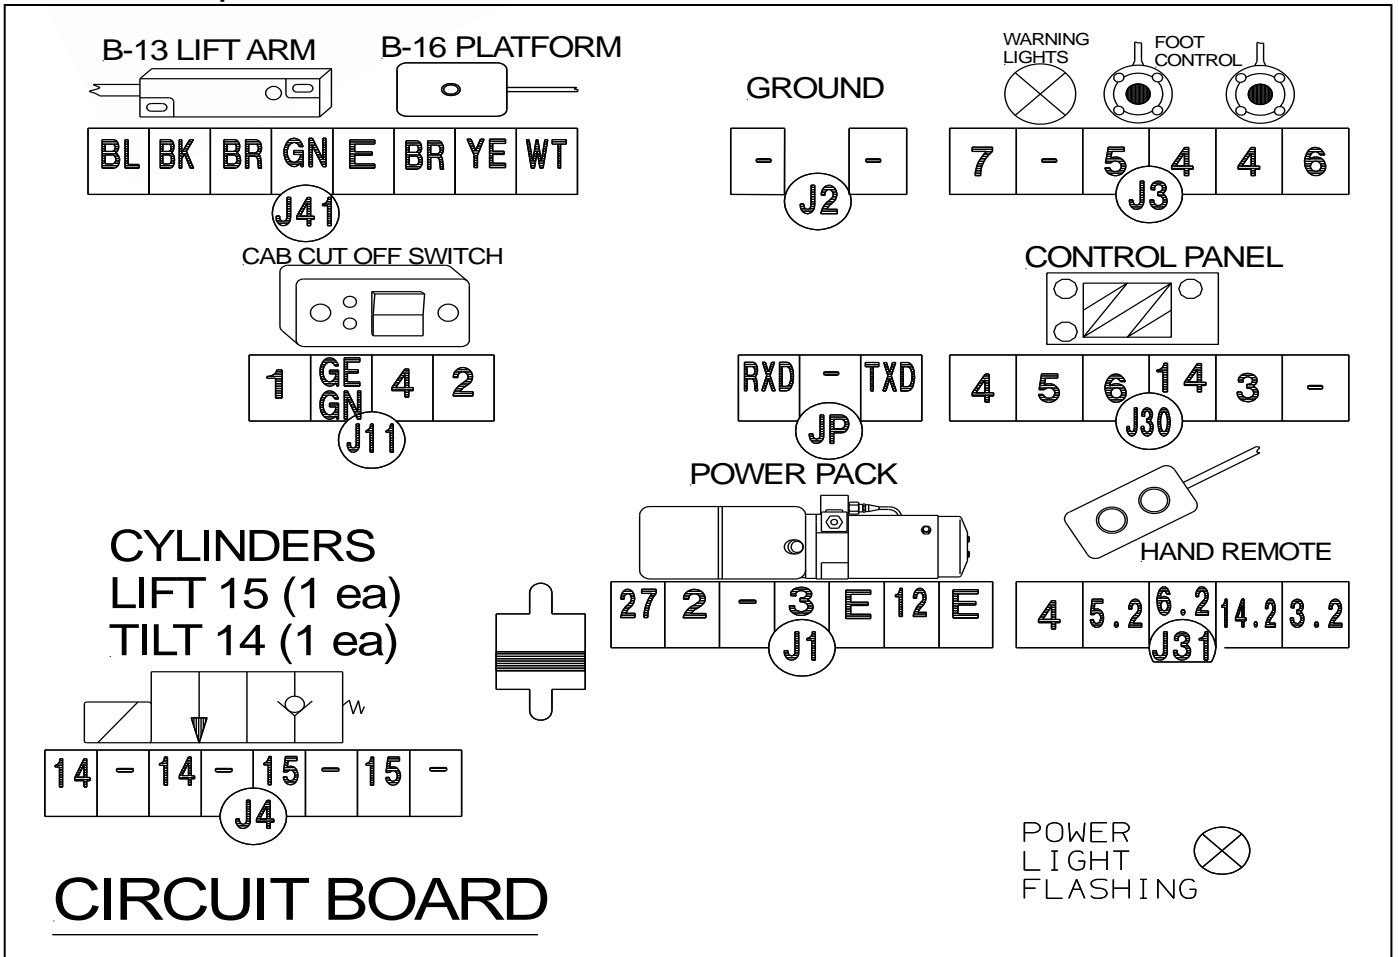 B-13 LIFT ARM
B-16 PLATFORM
BL BK BR GN E BR YE WT
J41
GROUND
- -
J2
WARNING
LIGHTS
FOOT
CONTROL
7 - 5 4 4 6
J3
CAB CUT OFF SWITCH
1 GE GN 4 2
J11
RXD - TXD
JP
CONTROL PANEL
4 5 6 14 3 -
J30
POWER PACK
27 2 - 3 E 12 E
J1
HAND REMOTE
4 5.2 6.2 14.2 3.2
J31
CYLINDERS
LIFT 15 (1 ea)
TILT 14 (1 ea)
14 - 14 - 15 - 15 -
J4
CIRCUIT BOARD
POWER
LIGHT
FLASHING